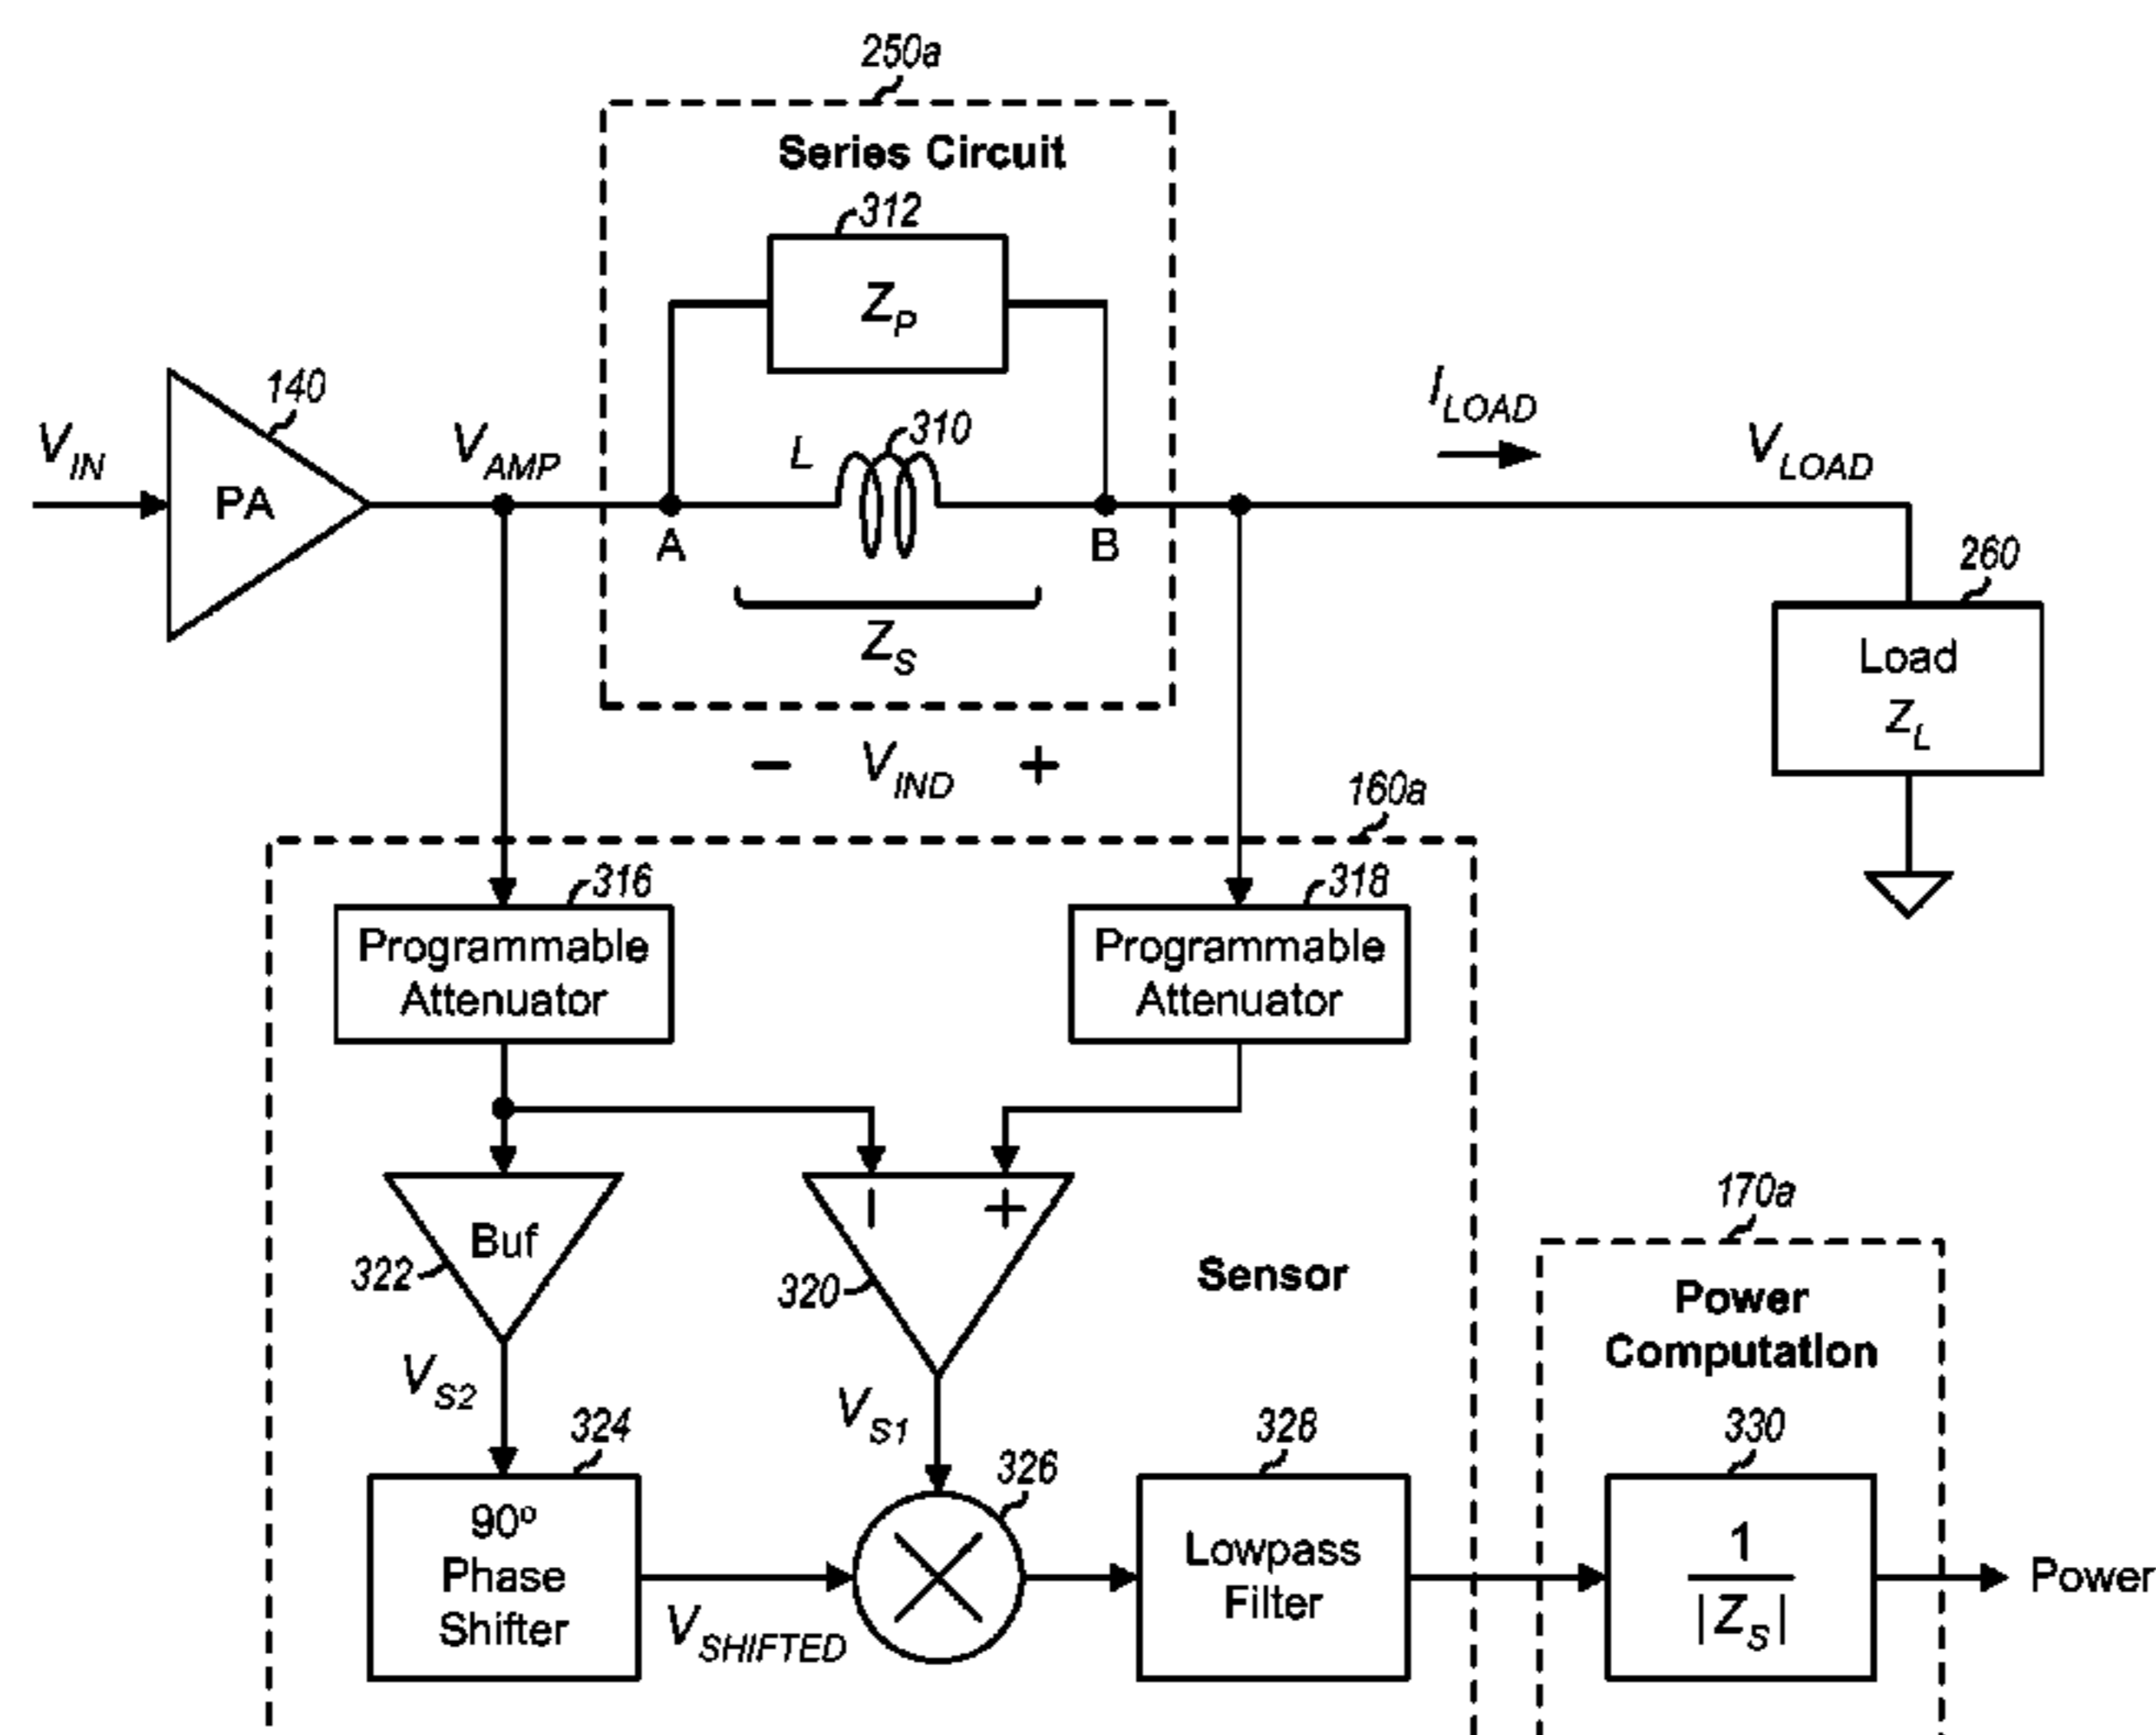 250a
Series Circuit
312
Z_P
140
V_IN
PA
V_AMP
L
310
A
B
Z_S
I_LOAD
V_LOAD
260
Load
Z_L
− V_IND +
160a
316
Programmable
Attenuator
318
Programmable
Attenuator
Buf
322
− +
320
Sensor
170a
Power
Computation
V_S2
V_S1
324
90°
Phase
Shifter
V_SHIFTED
326
328
Lowpass
Filter
330
1
|Z_S|
Power